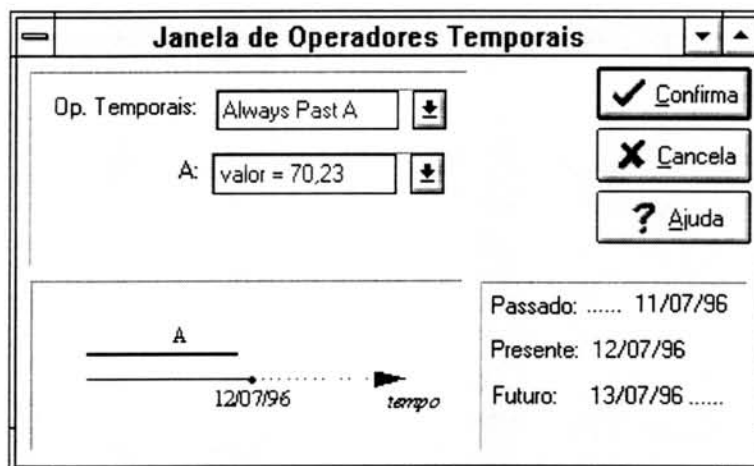 Janela de Operadores Temporais
Op. Temporais: Always Past A
A: valor = 70,23
Confirma
Cancela
? Ajuda
A
12/07/96 tempo
Passado: ...... 11/07/96
Presente: 12/07/96
Futuro: 13/07/96 ......